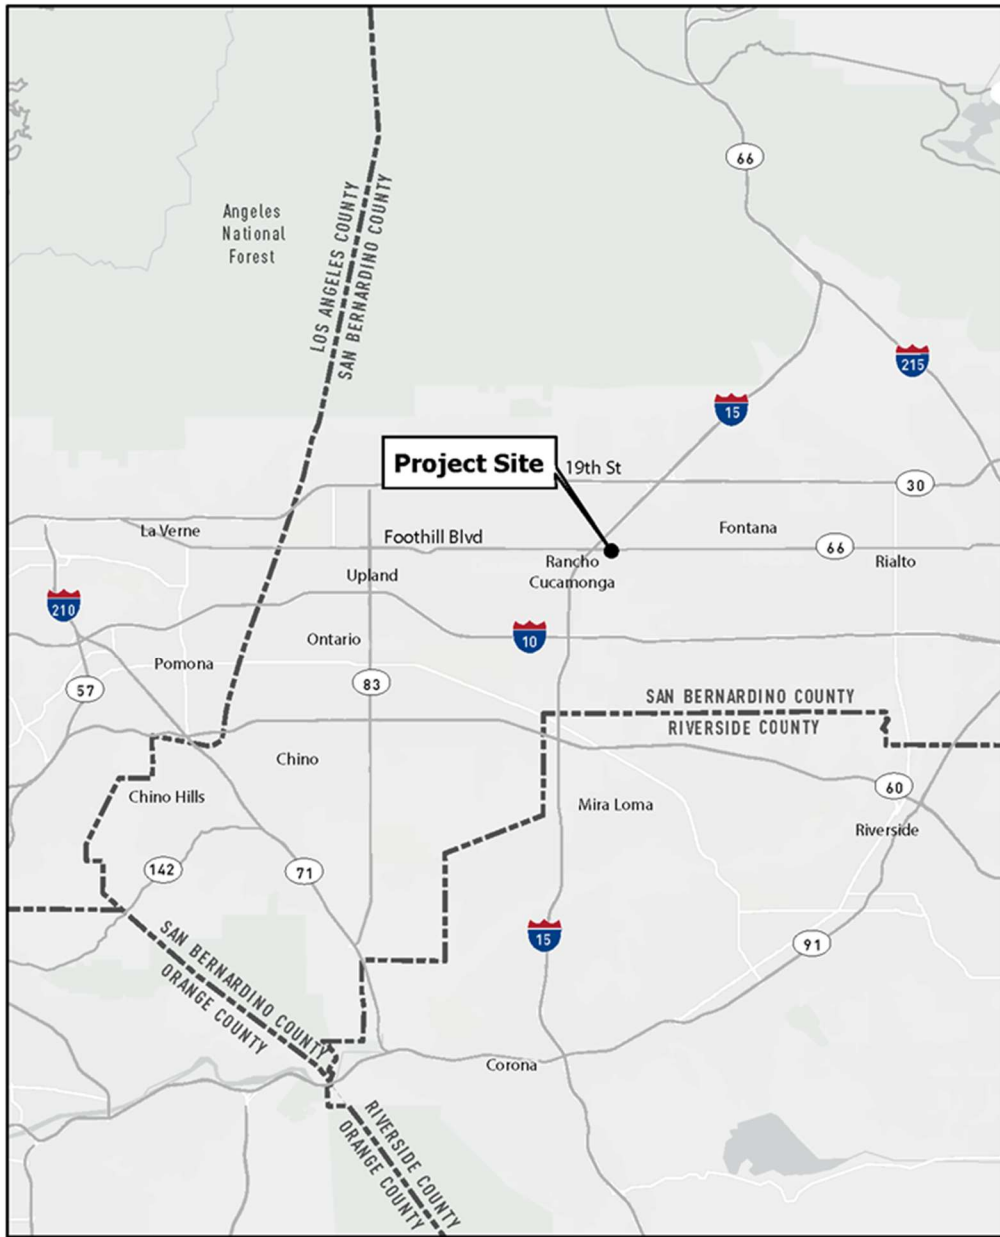 66
Angeles
National
Forest
LOS ANGELES COUNTY
SAN BERNARDINO COUNTY
215
15
Project Site
19th St
30
La Verne
Foothill Blvd
Fontana
66
Rancho
Cucamonga
Rialto
Upland
210
Ontario
10
Pomona
57
83
SAN BERNARDINO COUNTY
RIVERSIDE COUNTY
Chino
Chino Hills
Mira Loma
60
Riverside
142
71
15
91
SAN BERNARDINO COUNTY
ORANGE COUNTY
Corona
RIVERSIDE COUNTY
ORANGE COUNTY